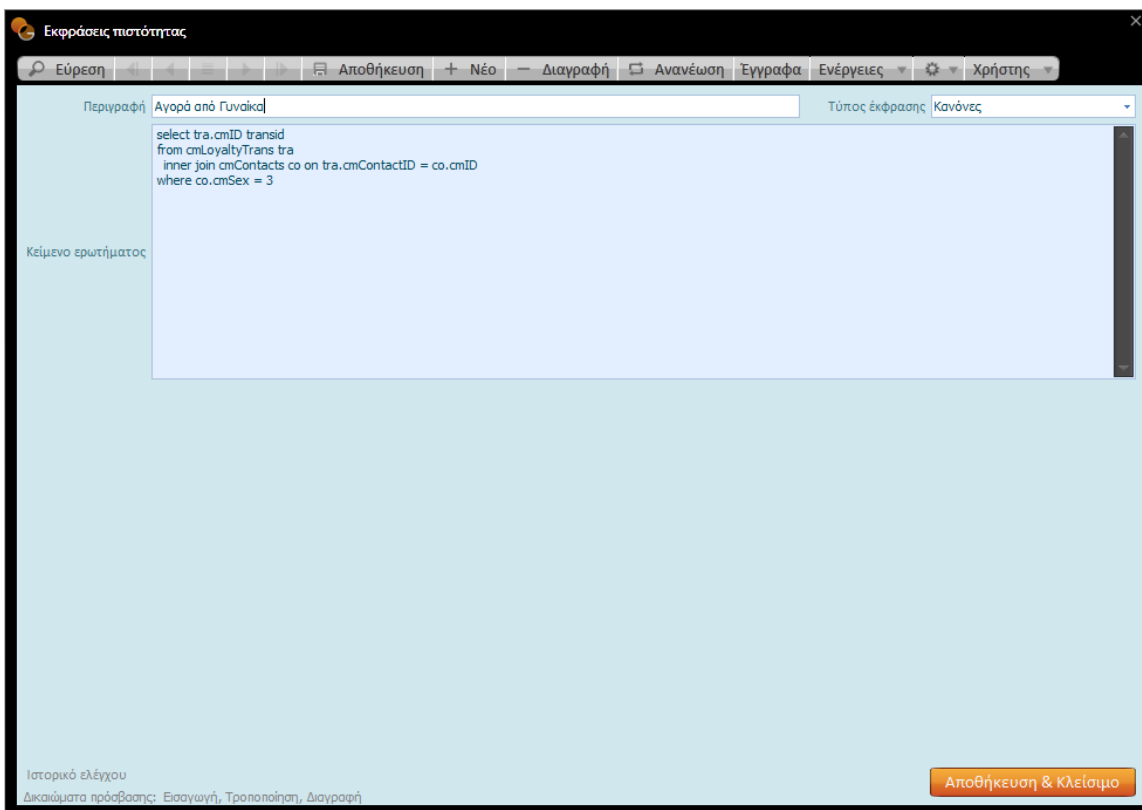 Εκφράσεις πιστότητας
Εύρεση Αποθήκευση Νέο Διαγραφή Ανανέωση Έγγραφα Ενέργειες Χρήστης
Περιγραφή Αγορά από Γυναίκα Τύπος έκφρασης Κανόνες
select tra.cmID transid
from cmLoyaltyTrans tra
inner join cmContacts co on tra.cmContactID = co.cmID
where co.cmSex = 3
Κείμενο ερωτήματος
Ιστορικό ελέγχου
Αποθήκευση & Κλείσιμο
Δικαιώματα πρόσβασης: Εισαγωγή, Τροποποίηση, Διαγραφή